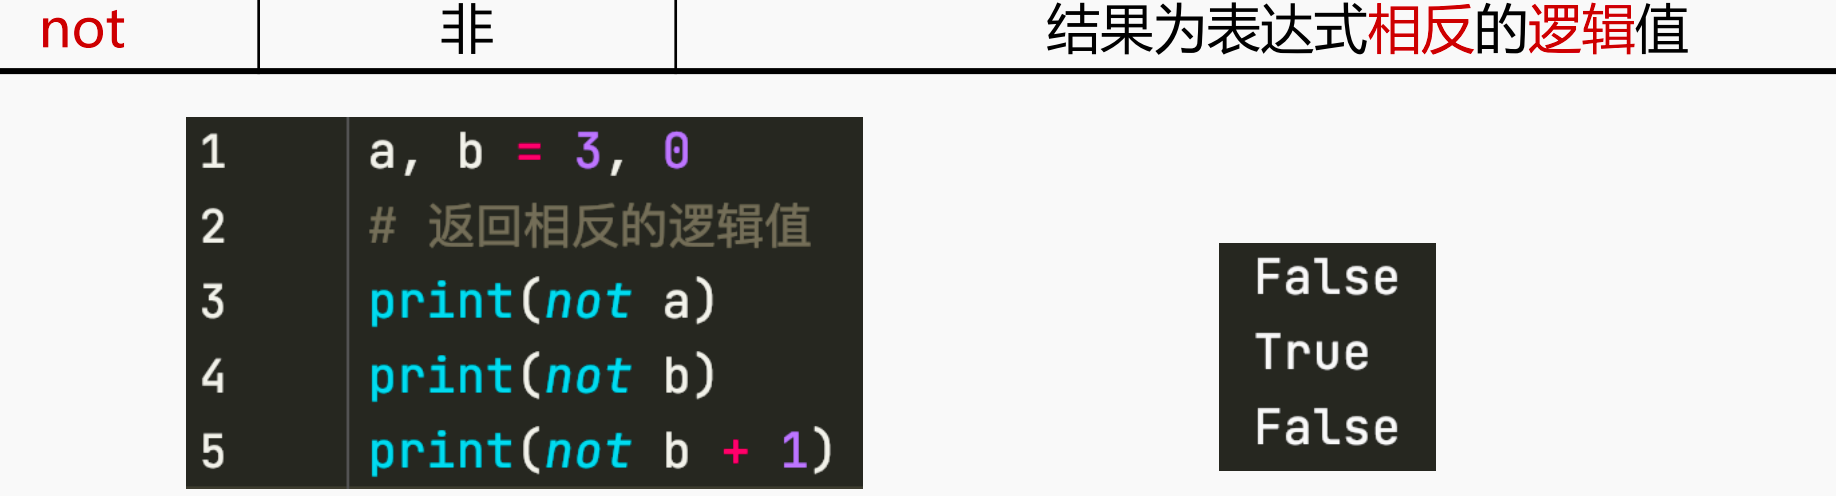 not 非 结果为表达式相反的逻辑值
1 a, b = 3, 0
2 # 返回相反的逻辑值
3 print(not a)
4 print(not b)
5 print(not b + 1)
False
True
False